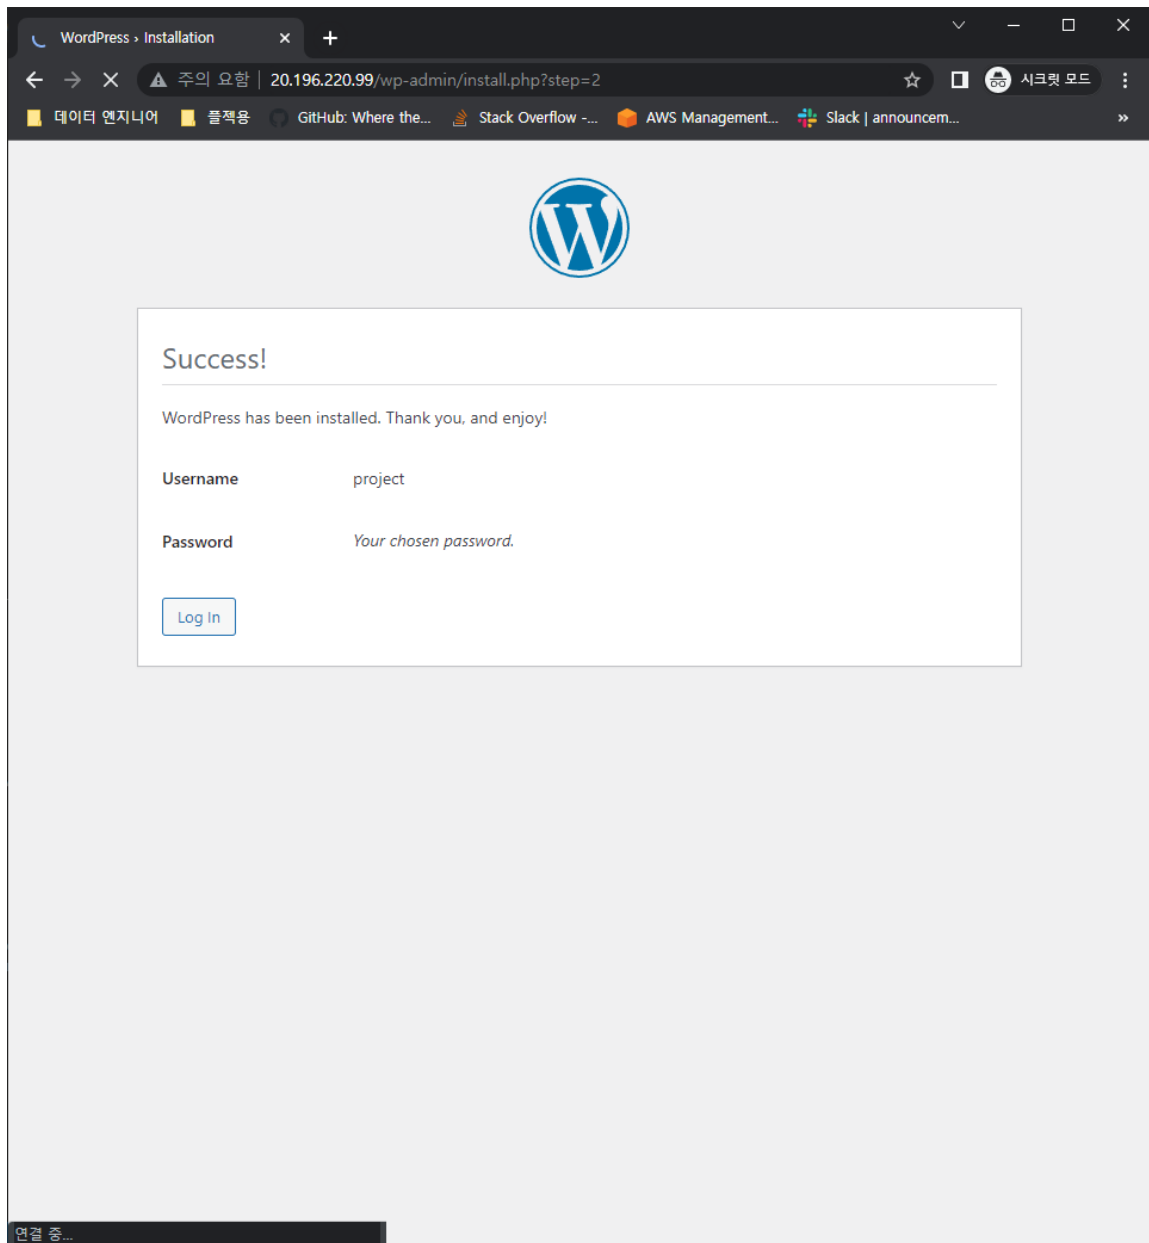 WordPress › Installation
주의 요함 20.196.220.99/wp-admin/install.php?step=2 시크릿 모드
데이터 엔지니어 플젝용 GitHub: Where the... Stack Overflow -... AWS Management... Slack | announcem... »
Success!
WordPress has been installed. Thank you, and enjoy!
Username project
Password Your chosen password.
Log In
연결 중...